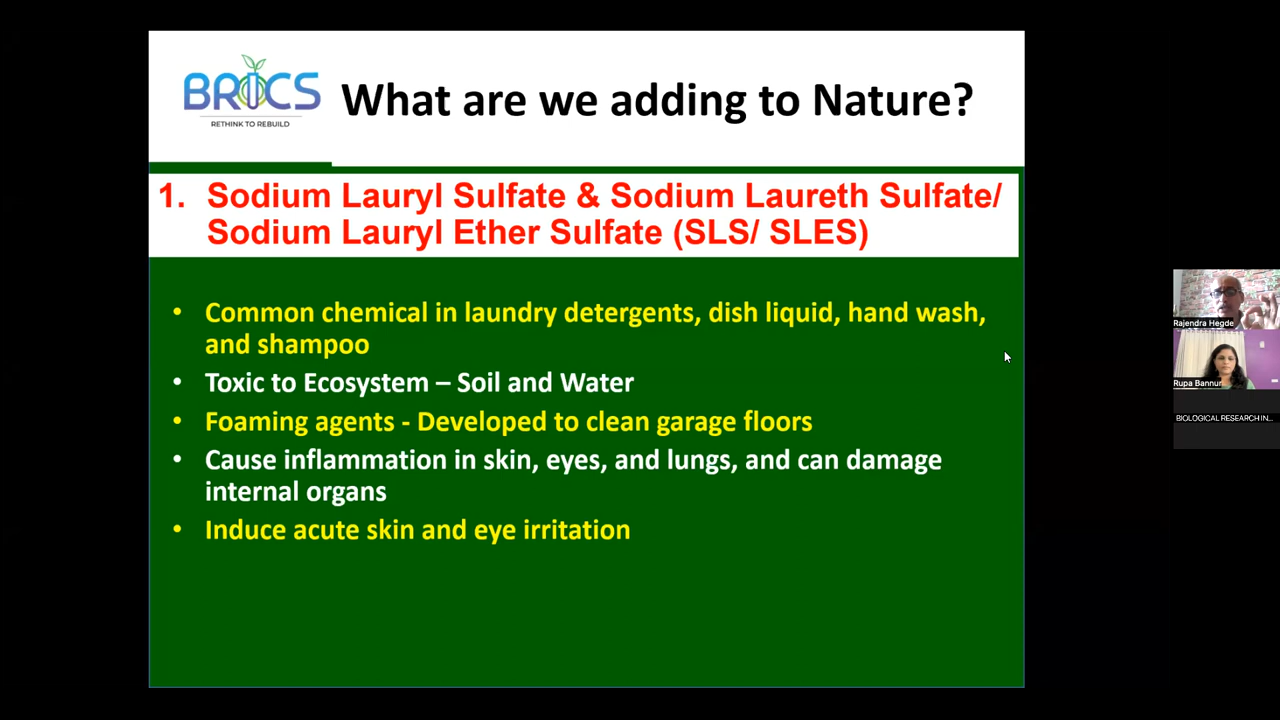 BRICS
RETHINK TO REBUILD
What are we adding to Nature?
1. Sodium Lauryl Sulfate & Sodium Laureth Sulfate/
Sodium Lauryl Ether Sulfate (SLS/ SLES)
• Common chemical in laundry detergents, dish liquid, hand wash,
and shampoo
• Toxic to Ecosystem – Soil and Water
• Foaming agents - Developed to clean garage floors
• Cause inflammation in skin, eyes, and lungs, and can damage
internal organs
• Induce acute skin and eye irritation
Rajendra Hegde
Rupa Bannur
BIOLOGICAL RESEARCH IN...